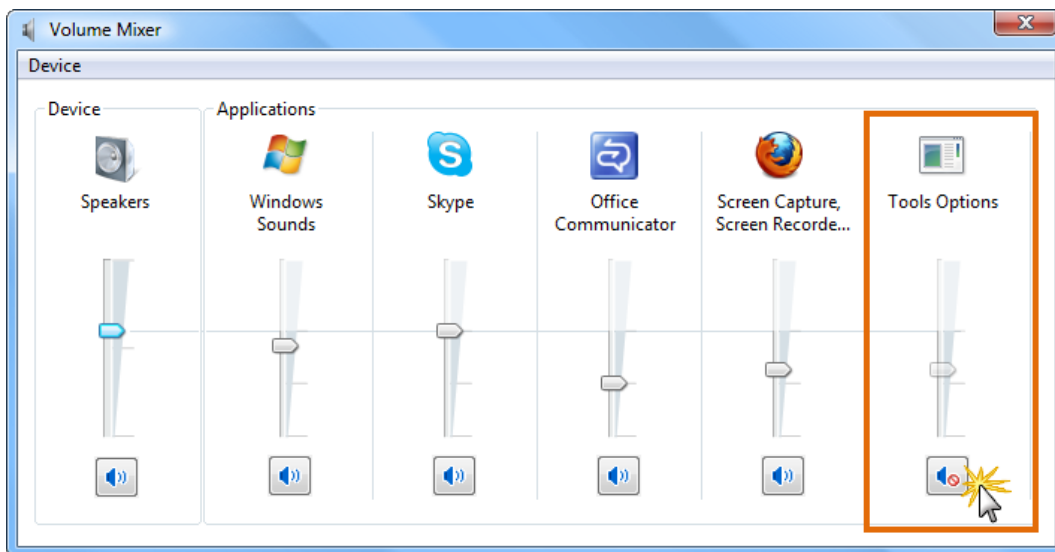 Volume Mixer
Device
Device
Applications
Speakers
Windows
Sounds
Skype
Office
Communicator
Screen Capture,
Screen Recorde...
Tools Options